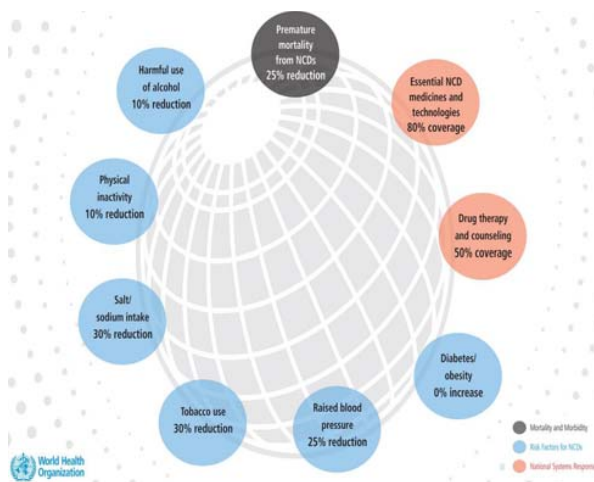 Premature
mortality
from NCDs
25% reduction
Essential NCD
medicines and
technologies
80% coverage
Drug therapy
and counseling
50% coverage
Diabetes/
obesity
0% increase
Raised blood
pressure
25% reduction
Tobacco use
30% reduction
Salt/
sodium intake
30% reduction
Physical
inactivity
10% reduction
Harmful use
of alcohol
10% reduction
Mortality and Morbidity
Risk Factors for NCDs
National Systems Respons
World Health
Organization